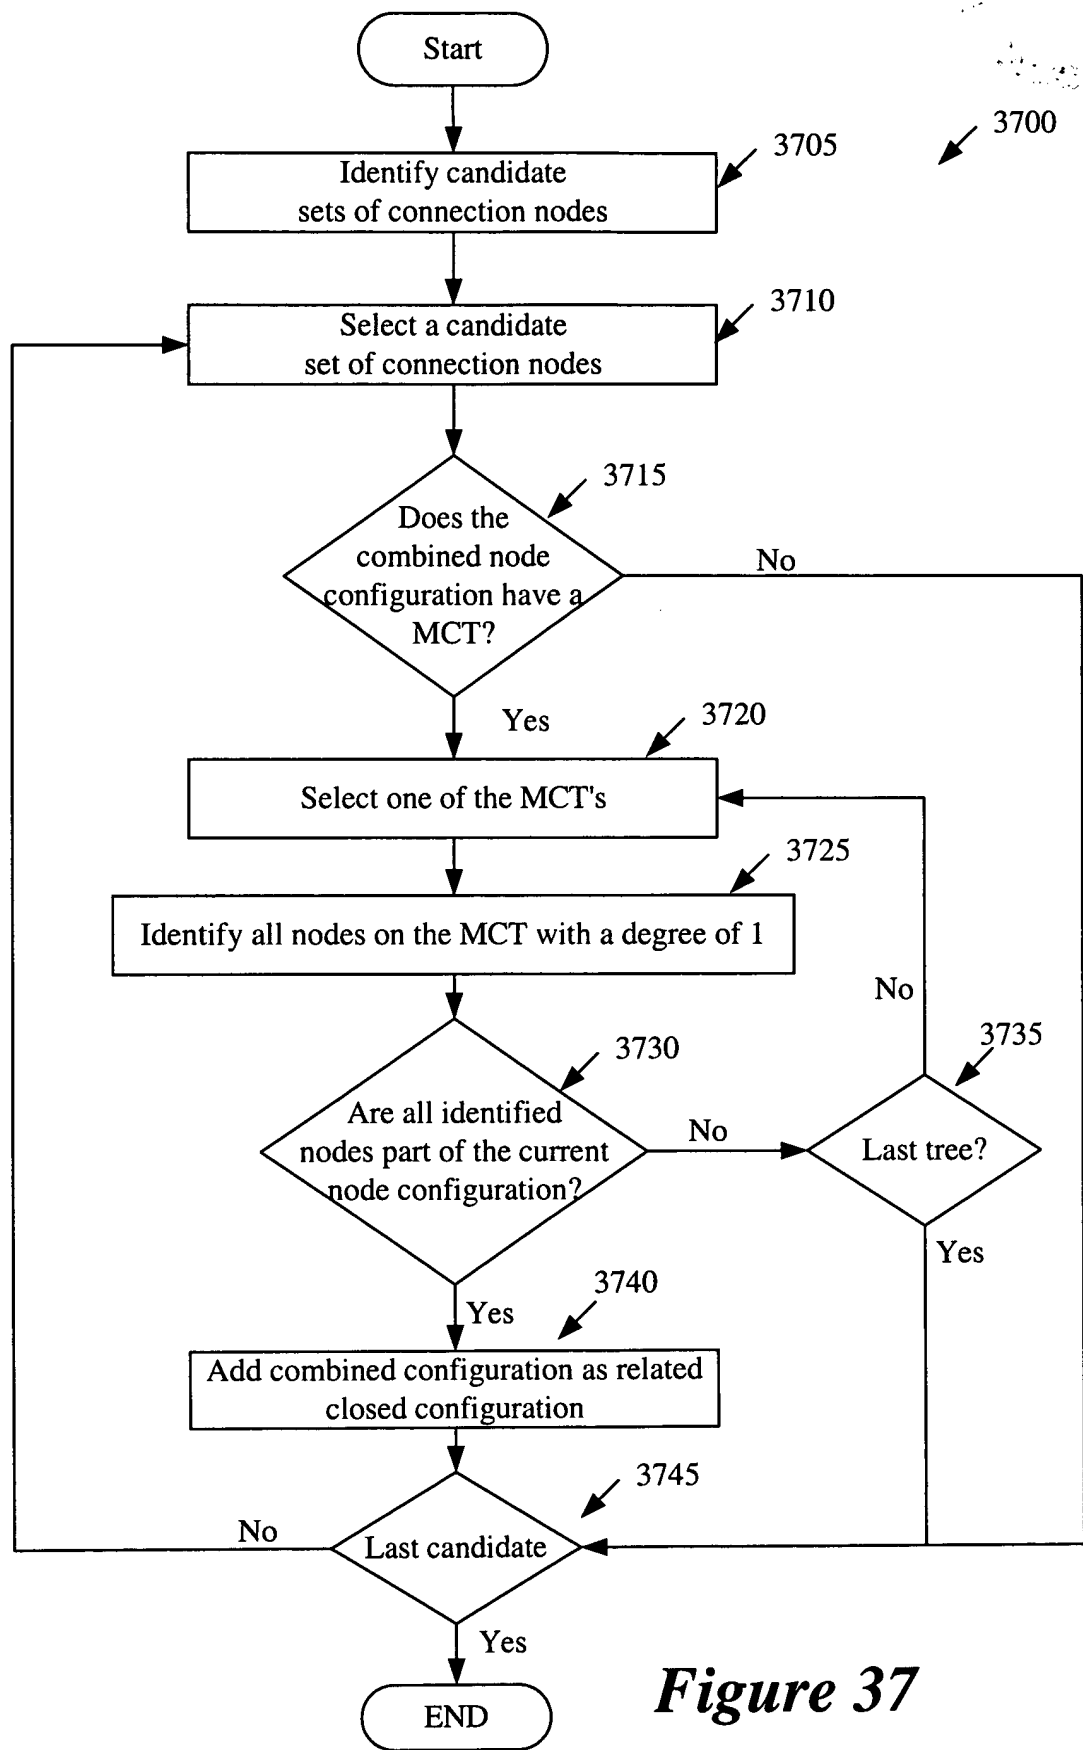 Start
3700
3705
Identify candidate
sets of connection nodes
3710
Select a candidate
set of connection nodes
3715
Does the
combined node
configuration have a
MCT?
No
Yes
3720
Select one of the MCT's
3725
Identify all nodes on the MCT with a degree of 1
No
3730
3735
Are all identified
nodes part of the current
node configuration?
No
Last tree?
Yes
3740
Yes
Add combined configuration as related
closed configuration
3745
No
Last candidate
Yes
END
Figure 37